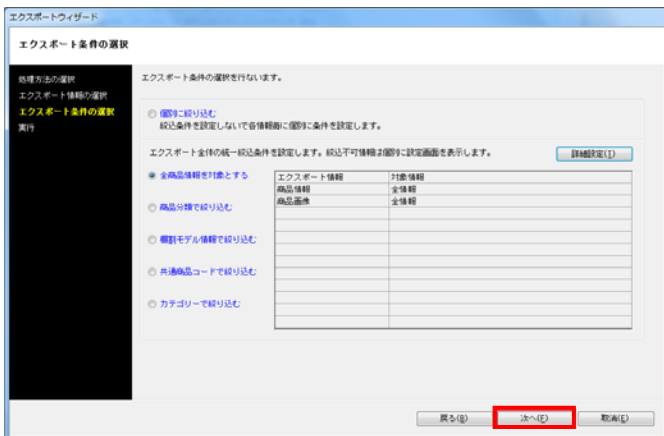 エクスポートウィザード
エクスポート条件の選択
処理方法の選択
エクスポート情報の選択
エクスポート条件の選択
実行
エクスポート条件の選択を行ないます。
個別に絞り込む
絞込条件を設定しないで各情報毎に個別に条件を設定します。
エクスポート全体の統一絞込条件を設定します。絞込不可情報は個別に設定画面を表示します。
詳細設定(I)
全商品情報を対象とする
商品分類で絞り込む
棚割モデル情報で絞り込む
共通商品コードで絞り込む
カテゴリーで絞り込む
エクスポート情報 対象情報
商品情報 全情報
商品画像 全情報
戻る(B) 次へ(F) 取消(E)